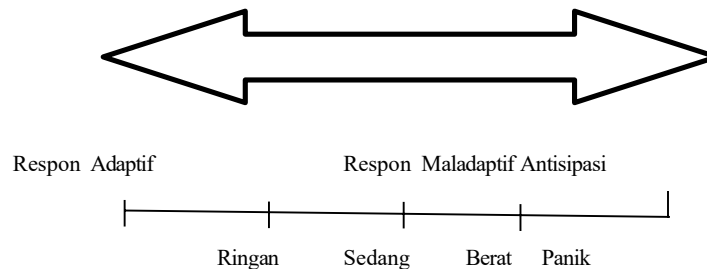 Respon Adaptif Respon Maladaptif Antisipasi
Ringan Sedang Berat Panik